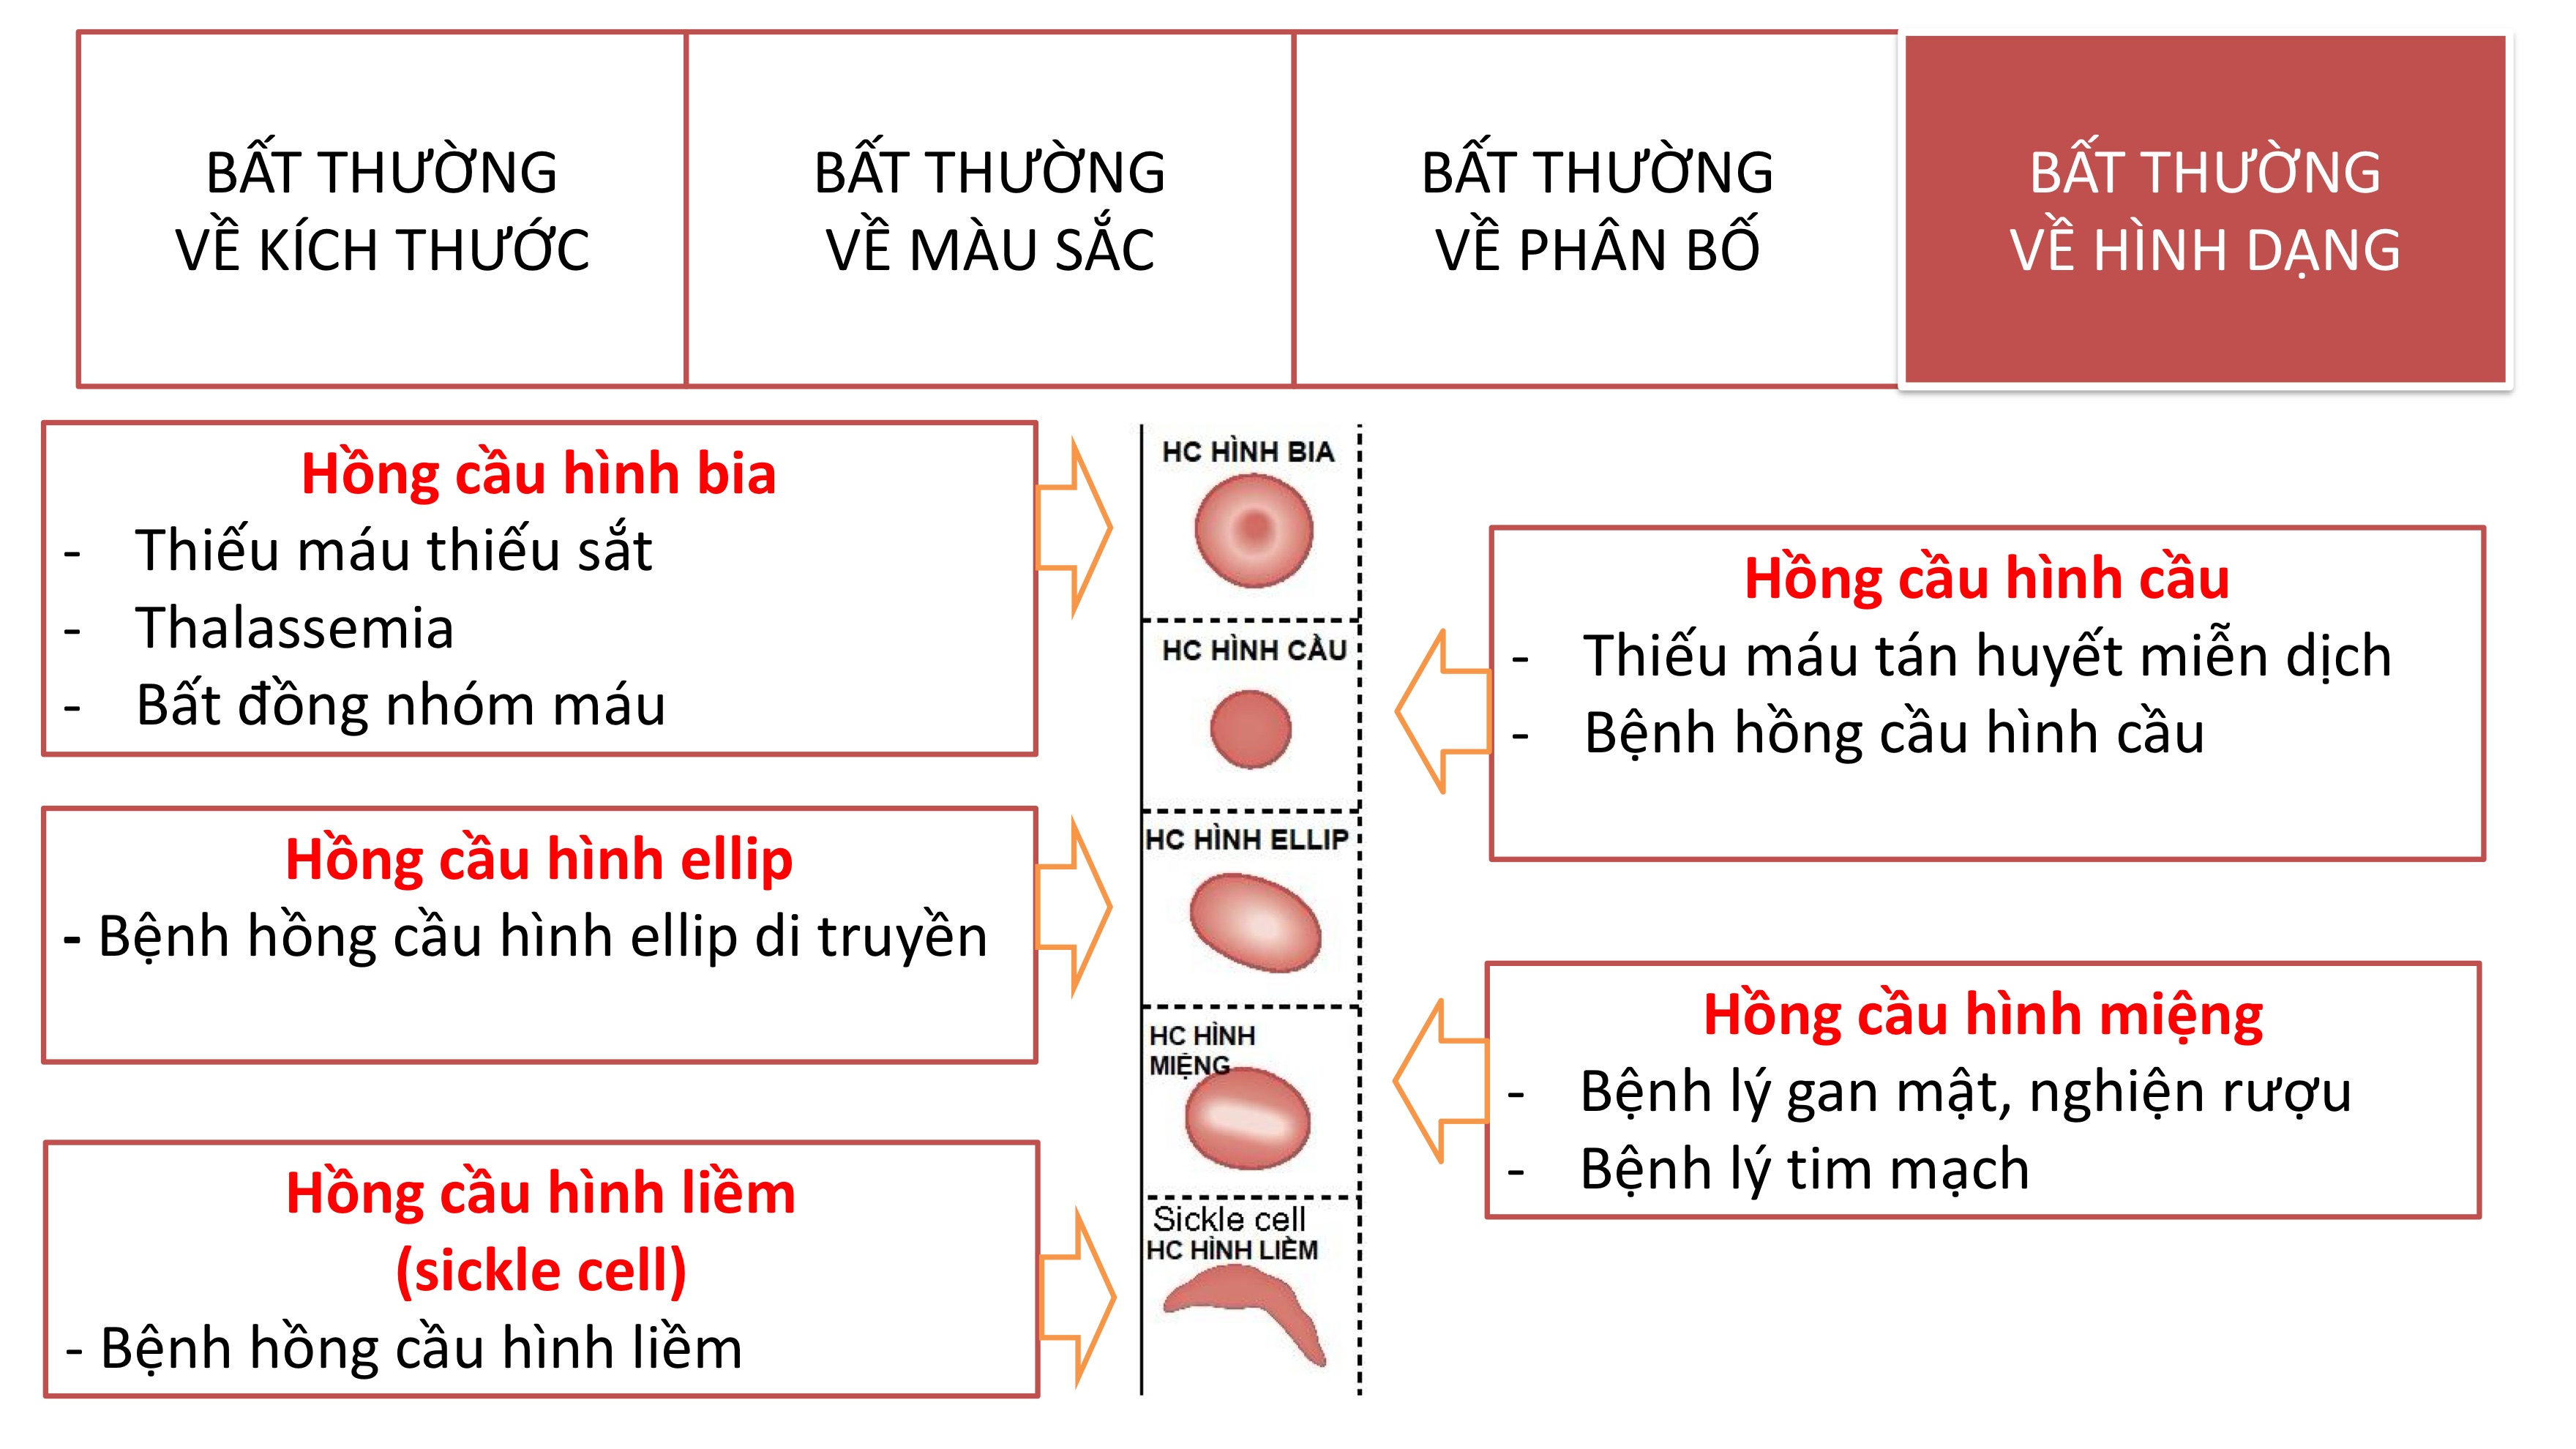 BẤT THƯỜNG
VỀ KÍCH THƯỚC
BẤT THƯỜNG
VỀ MÀU SẮC
BẤT THƯỜNG
VỀ PHÂN BỐ
BẤT THƯỜNG
VỀ HÌNH DẠNG
Hồng cầu hình bia
- Thiếu máu thiếu sắt
- Thalassemia
- Bất đồng nhóm máu
Hồng cầu hình ellip
- Bệnh hồng cầu hình ellip di truyền
Hồng cầu hình liềm
(sickle cell)
- Bệnh hồng cầu hình liềm
HC HÌNH BIA
HC HÌNH CẦU
HC HÌNH ELLIP
HC HÌNH
MIỆNG
Sickle cell
HC HÌNH LIỀM
Hồng cầu hình cầu
- Thiếu máu tán huyết miễn dịch
- Bệnh hồng cầu hình cầu
Hồng cầu hình miệng
- Bệnh lý gan mật, nghiện rượu
- Bệnh lý tim mạch